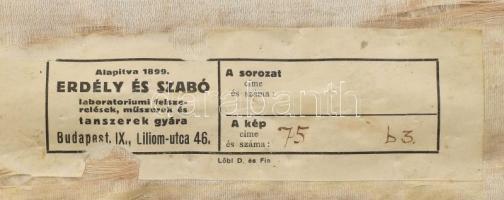 Alapitva 1899.
ERDÉLY ÉS SZABÓ
laboratoriumi felsze-
relések, műszerek és
tanszerek gyára
Budapest, IX., Liliom-utca 46.
A sorozat
címe
és száma:
A kép
címe
és száma: 75 b3.
Löbl D. és Fia